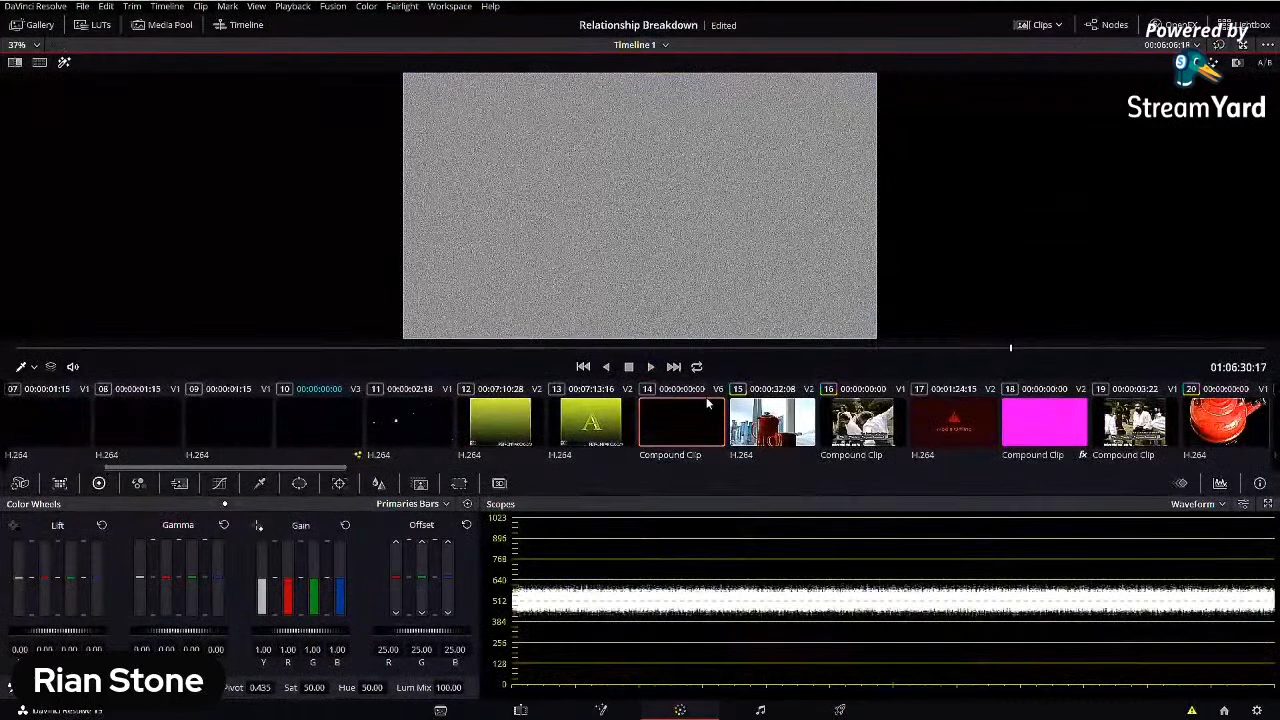 DaVinci Resolve File Edit Trim Timeline Clip Mark View Playback Fusion Color Fairlight Workspace Help
Gallery LUTs Media Pool Timeline Relationship Breakdown Edited Clips Nodes OpenFX Lightbox
Powered by
37% Timeline 1 00:06:06:18
A/B
StreamYard
01:06:30:17
07 00:00:01:15 V1 08 00:00:01:15 V1 09 00:00:01:15 V1 10 00:00:00:00 V3 11 00:00:02:18 V1 12 00:07:10:28 V2 13 00:07:13:16 V2 14 00:00:00:00 V6 15 00:00:32:08 V2 16 00:00:00:00 V1 17 00:01:24:15 V2 18 00:00:00:00 V2 19 00:00:03:22 V1 20 00:00:00:00 V1
A
H.264 H.264 H.264 H.264 H.264 H.264 Compound Clip H.264 Compound Clip H.264 Compound Clip fx Compound Clip H.264
Color Wheels Primaries Bars Scopes Waveform
Lift Gamma Gain Offset
1023
896
768
640
512
384
256
128
0
0.00 0.00 0.00 0.00 0.00 0.00 0.00 0.00 1.00 1.00 1.00 1.00 25.00 25.00 25.00
Y R G B R G B
Rian Stone
Pivot 0.435 Sat 50.00 Hue 50.00 Lum Mix 100.00